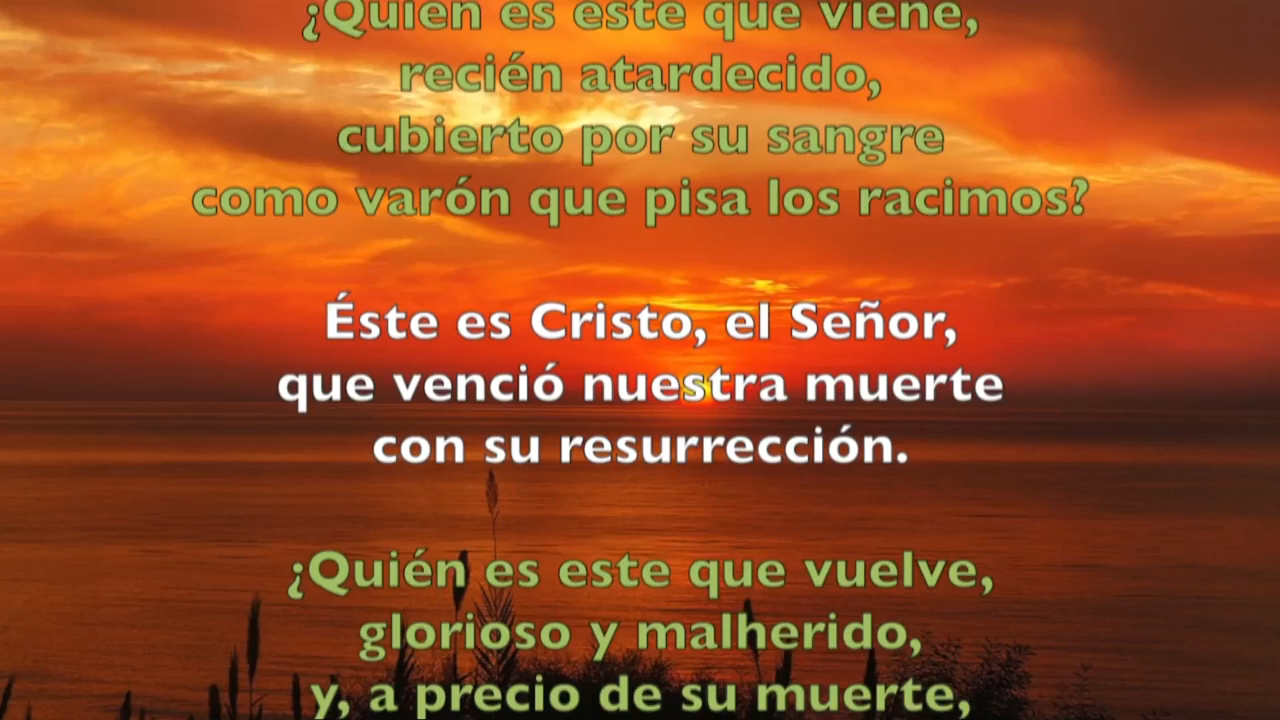 ¿Quién es este que viene,
recién atardecido,
cubierto por su sangre
como varón que pisa los racimos?
Éste es Cristo, el Señor,
que venció nuestra muerte
con su resurrección.
¿Quién es este que vuelve,
glorioso y malherido,
y, a precio de su muerte,